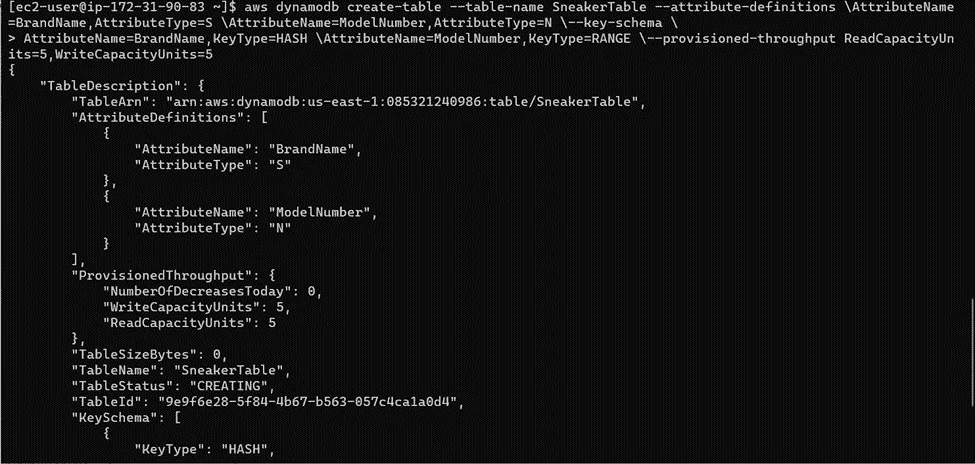 [ec2-user@ip-172-31-90-83 ~]$ aws dynamodb create-table --table-name SneakerTable --attribute-definitions \AttributeName
=BrandName,AttributeType=S \AttributeName=ModelNumber,AttributeType=N \--key-schema \
> AttributeName=BrandName,KeyType=HASH \AttributeName=ModelNumber,KeyType=RANGE \--provisioned-throughput ReadCapacityUn
its=5,WriteCapacityUnits=5
{
    "TableDescription": {
        "TableArn": "arn:aws:dynamodb:us-east-1:085321240986:table/SneakerTable",
        "AttributeDefinitions": [
            {
                "AttributeName": "BrandName",
                "AttributeType": "S"
            },
            {
                "AttributeName": "ModelNumber",
                "AttributeType": "N"
            }
        ],
        "ProvisionedThroughput": {
            "NumberOfDecreasesToday": 0,
            "WriteCapacityUnits": 5,
            "ReadCapacityUnits": 5
        },
        "TableSizeBytes": 0,
        "TableName": "SneakerTable",
        "TableStatus": "CREATING",
        "TableId": "9e9f6e28-5f84-4b67-b563-057c4ca1a0d4",
        "KeySchema": [
            {
                "KeyType": "HASH",